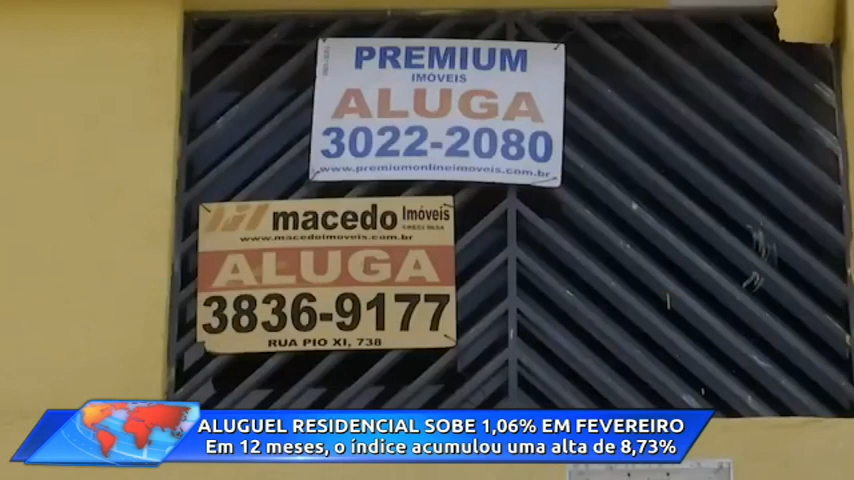 PREMIUM
IMÓVEIS
ALUGA
3022-2080
www.premiumonlineimoveis.com.br
macedo Imóveis
www.macedoimoveis.com.br
ALUGA
3836-9177
RUA PIO XI, 738
ALUGUEL RESIDENCIAL SOBE 1,06% EM FEVEREIRO
Em 12 meses, o índice acumulou uma alta de 8,73%